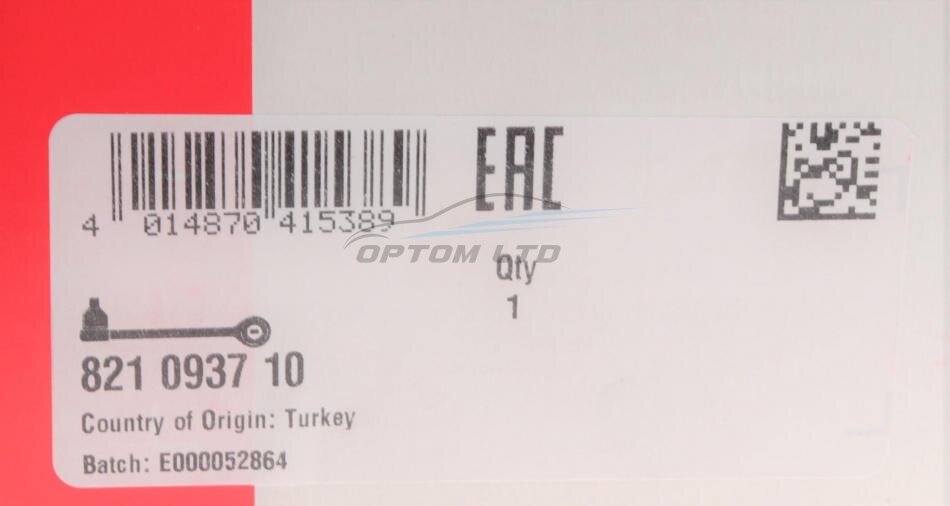 EAC
4 014870 415389
OPTOM LTD
Qty
1
821 0937 10
Country of Origin: Turkey
Batch: E000052864